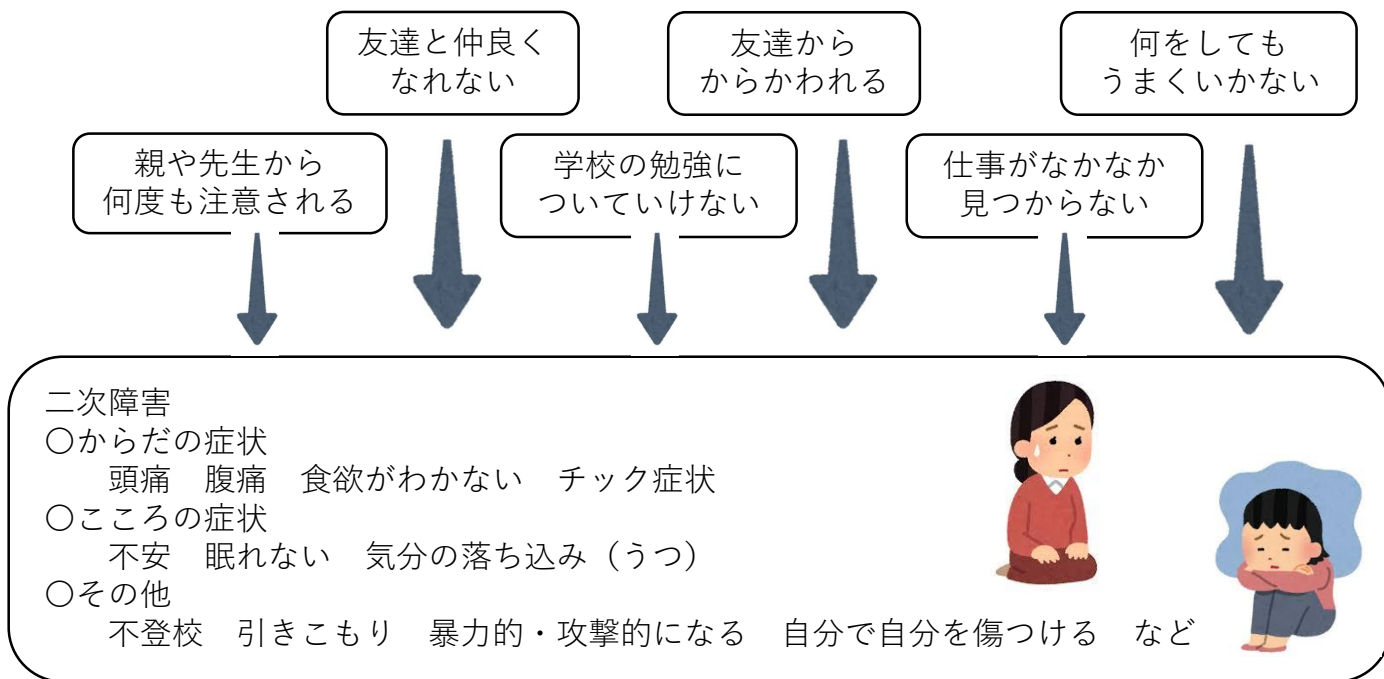 友達と仲良く
なれない
友達から
からかわれる
何をしても
うまくいかない
親や先生から
何度も注意される
学校の勉強に
ついていけない
仕事がなかなか
見つからない
二次障害
〇からだの症状
頭痛　腹痛　食欲がわかない　チック症状
〇こころの症状
不安　眠れない　気分の落ち込み（うつ）
〇その他
不登校　引きこもり　暴力的・攻撃的になる　自分で自分を傷つける　など